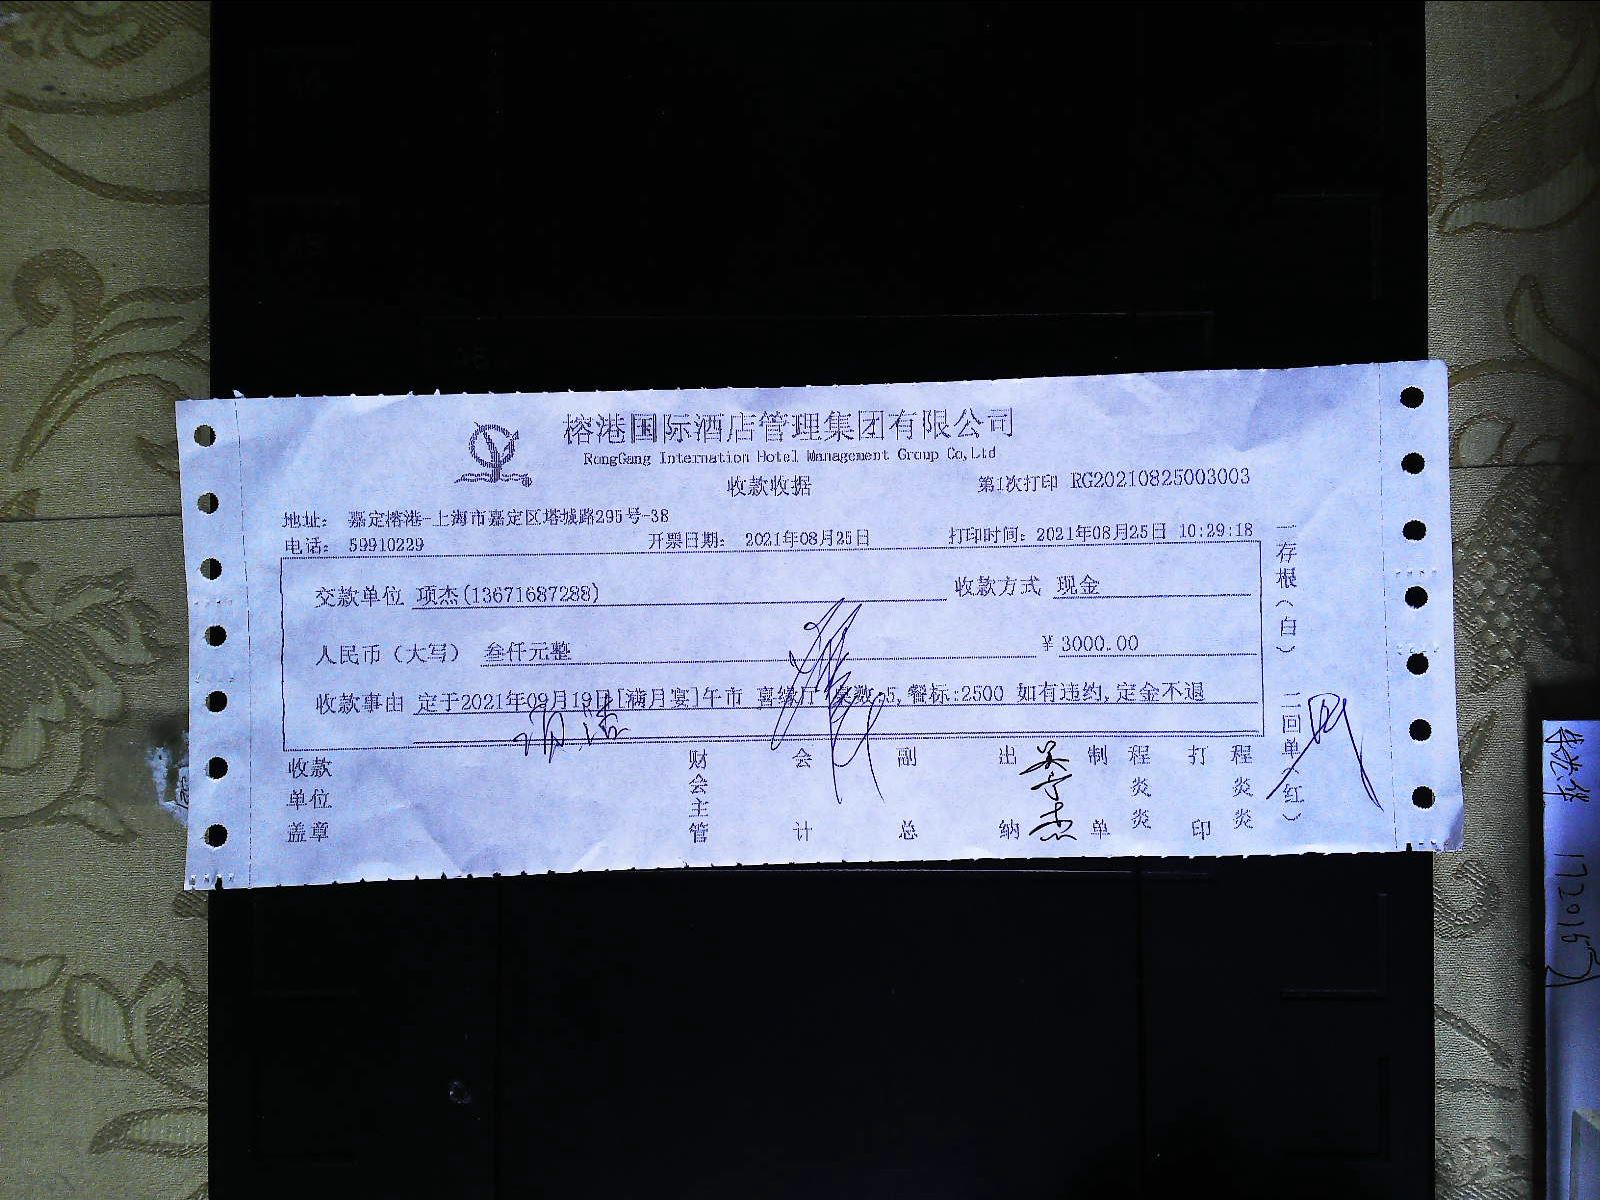 榕港国际酒店管理集团有限公司
RongGang Internation Hotel Management Group Co,Ltd
收款收据
第1次打印 RG20210825003003
地址： 嘉定榕港-上海市嘉定区塔城路295号-38
电话： 59910229 开票日期： 2021年08月25日 打印时间：2021年08月25日 10:29:18
交款单位 项杰(13671687288) 收款方式 现金
人民币（大写） 叁仟元整 ￥3000.00
收款事由 定于2021年09月19日[满月宴]午市 喜缘厅 桌数:5,餐标:2500 如有违约,定金不退
收款单位盖章 财会主管 会计 副总 出纳 制单 程炎炎 打印 程炎炎
一存根（白） 二回单（红）